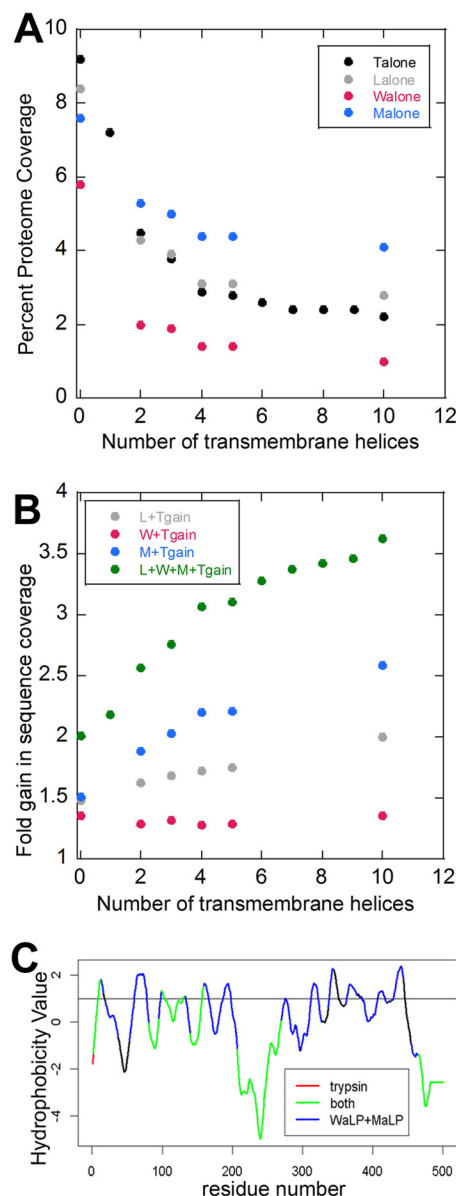 A
10
8
6
4
2
0
Percent Proteome Coverage
Talone
Lalone
Walone
Malone
0 2 4 6 8 10 12
Number of transmembrane helices
B
4
3.5
3
2.5
2
1.5
1
Fold gain in sequence coverage
L+Tgain
W+Tgain
M+Tgain
L+W+M+Tgain
0 2 4 6 8 10 12
Number of transmembrane helices
C
2
0
-2
-4
Hydrophobicity Value
trypsin
both
WaLP+MaLP
0 100 200 300 400 500
residue number